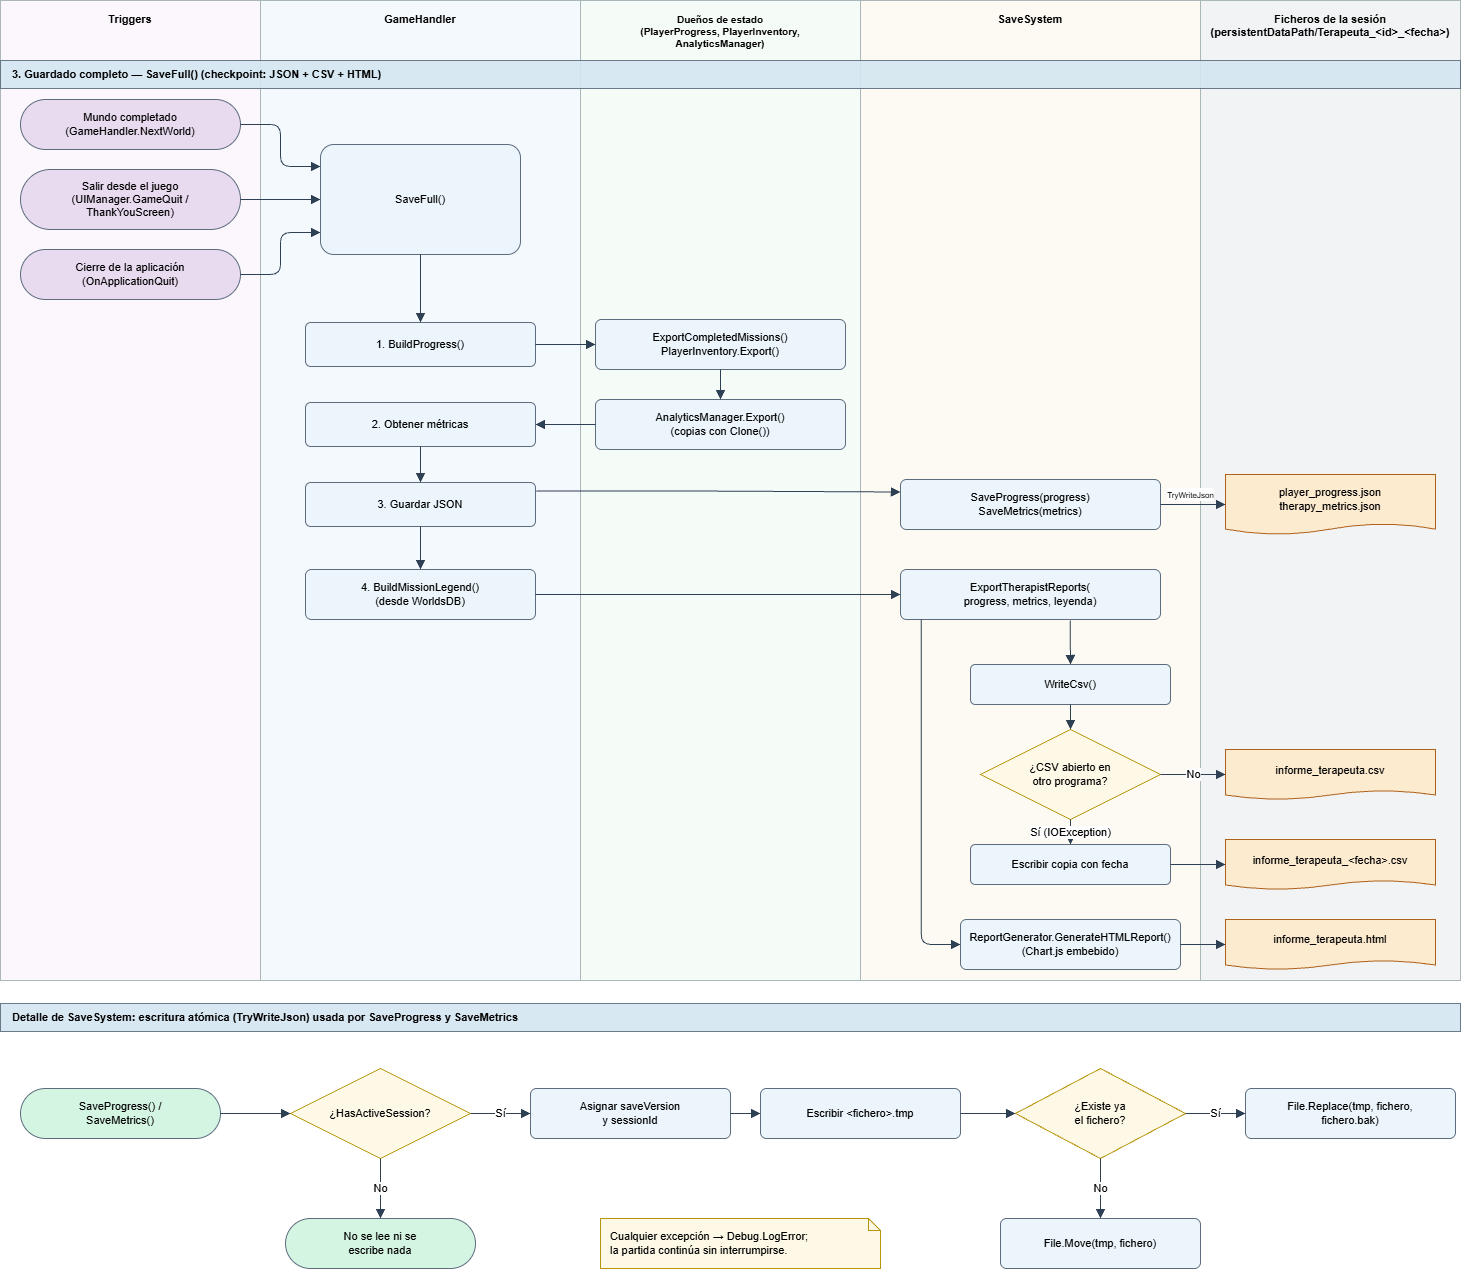 Triggers
GameHandler
Dueños de estado
(PlayerProgress, PlayerInventory,
AnalyticsManager)
SaveSystem
Ficheros de la sesión
(persistentDataPath/Terapeuta_<id>_<fecha>)
3. Guardado completo — SaveFull() (checkpoint: JSON + CSV + HTML)
Mundo completado
(GameHandler.NextWorld)
Salir desde el juego
(UIManager.GameQuit /
ThankYouScreen)
Cierre de la aplicación
(OnApplicationQuit)
SaveFull()
1. BuildProgress()
ExportCompletedMissions()
PlayerInventory.Export()
2. Obtener métricas
AnalyticsManager.Export()
(copias con Clone())
3. Guardar JSON
SaveProgress(progress)
SaveMetrics(metrics)
TryWriteJson
player_progress.json
therapy_metrics.json
4. BuildMissionLegend()
(desde WorldsDB)
ExportTherapistReports(
progress, metrics, leyenda)
WriteCsv()
¿CSV abierto en
otro programa?
No
informe_terapeuta.csv
Sí (IOException)
Escribir copia con fecha
informe_terapeuta_<fecha>.csv
ReportGenerator.GenerateHTMLReport()
(Chart.js embebido)
informe_terapeuta.html
Detalle de SaveSystem: escritura atómica (TryWriteJson) usada por SaveProgress y SaveMetrics
SaveProgress() /
SaveMetrics()
¿HasActiveSession?
Sí
Asignar saveVersion
y sessionId
Escribir <fichero>.tmp
¿Existe ya
el fichero?
Sí
File.Replace(tmp, fichero,
fichero.bak)
No
No
No se lee ni se
escribe nada
Cualquier excepción → Debug.LogError;
la partida continúa sin interrumpirse.
File.Move(tmp, fichero)